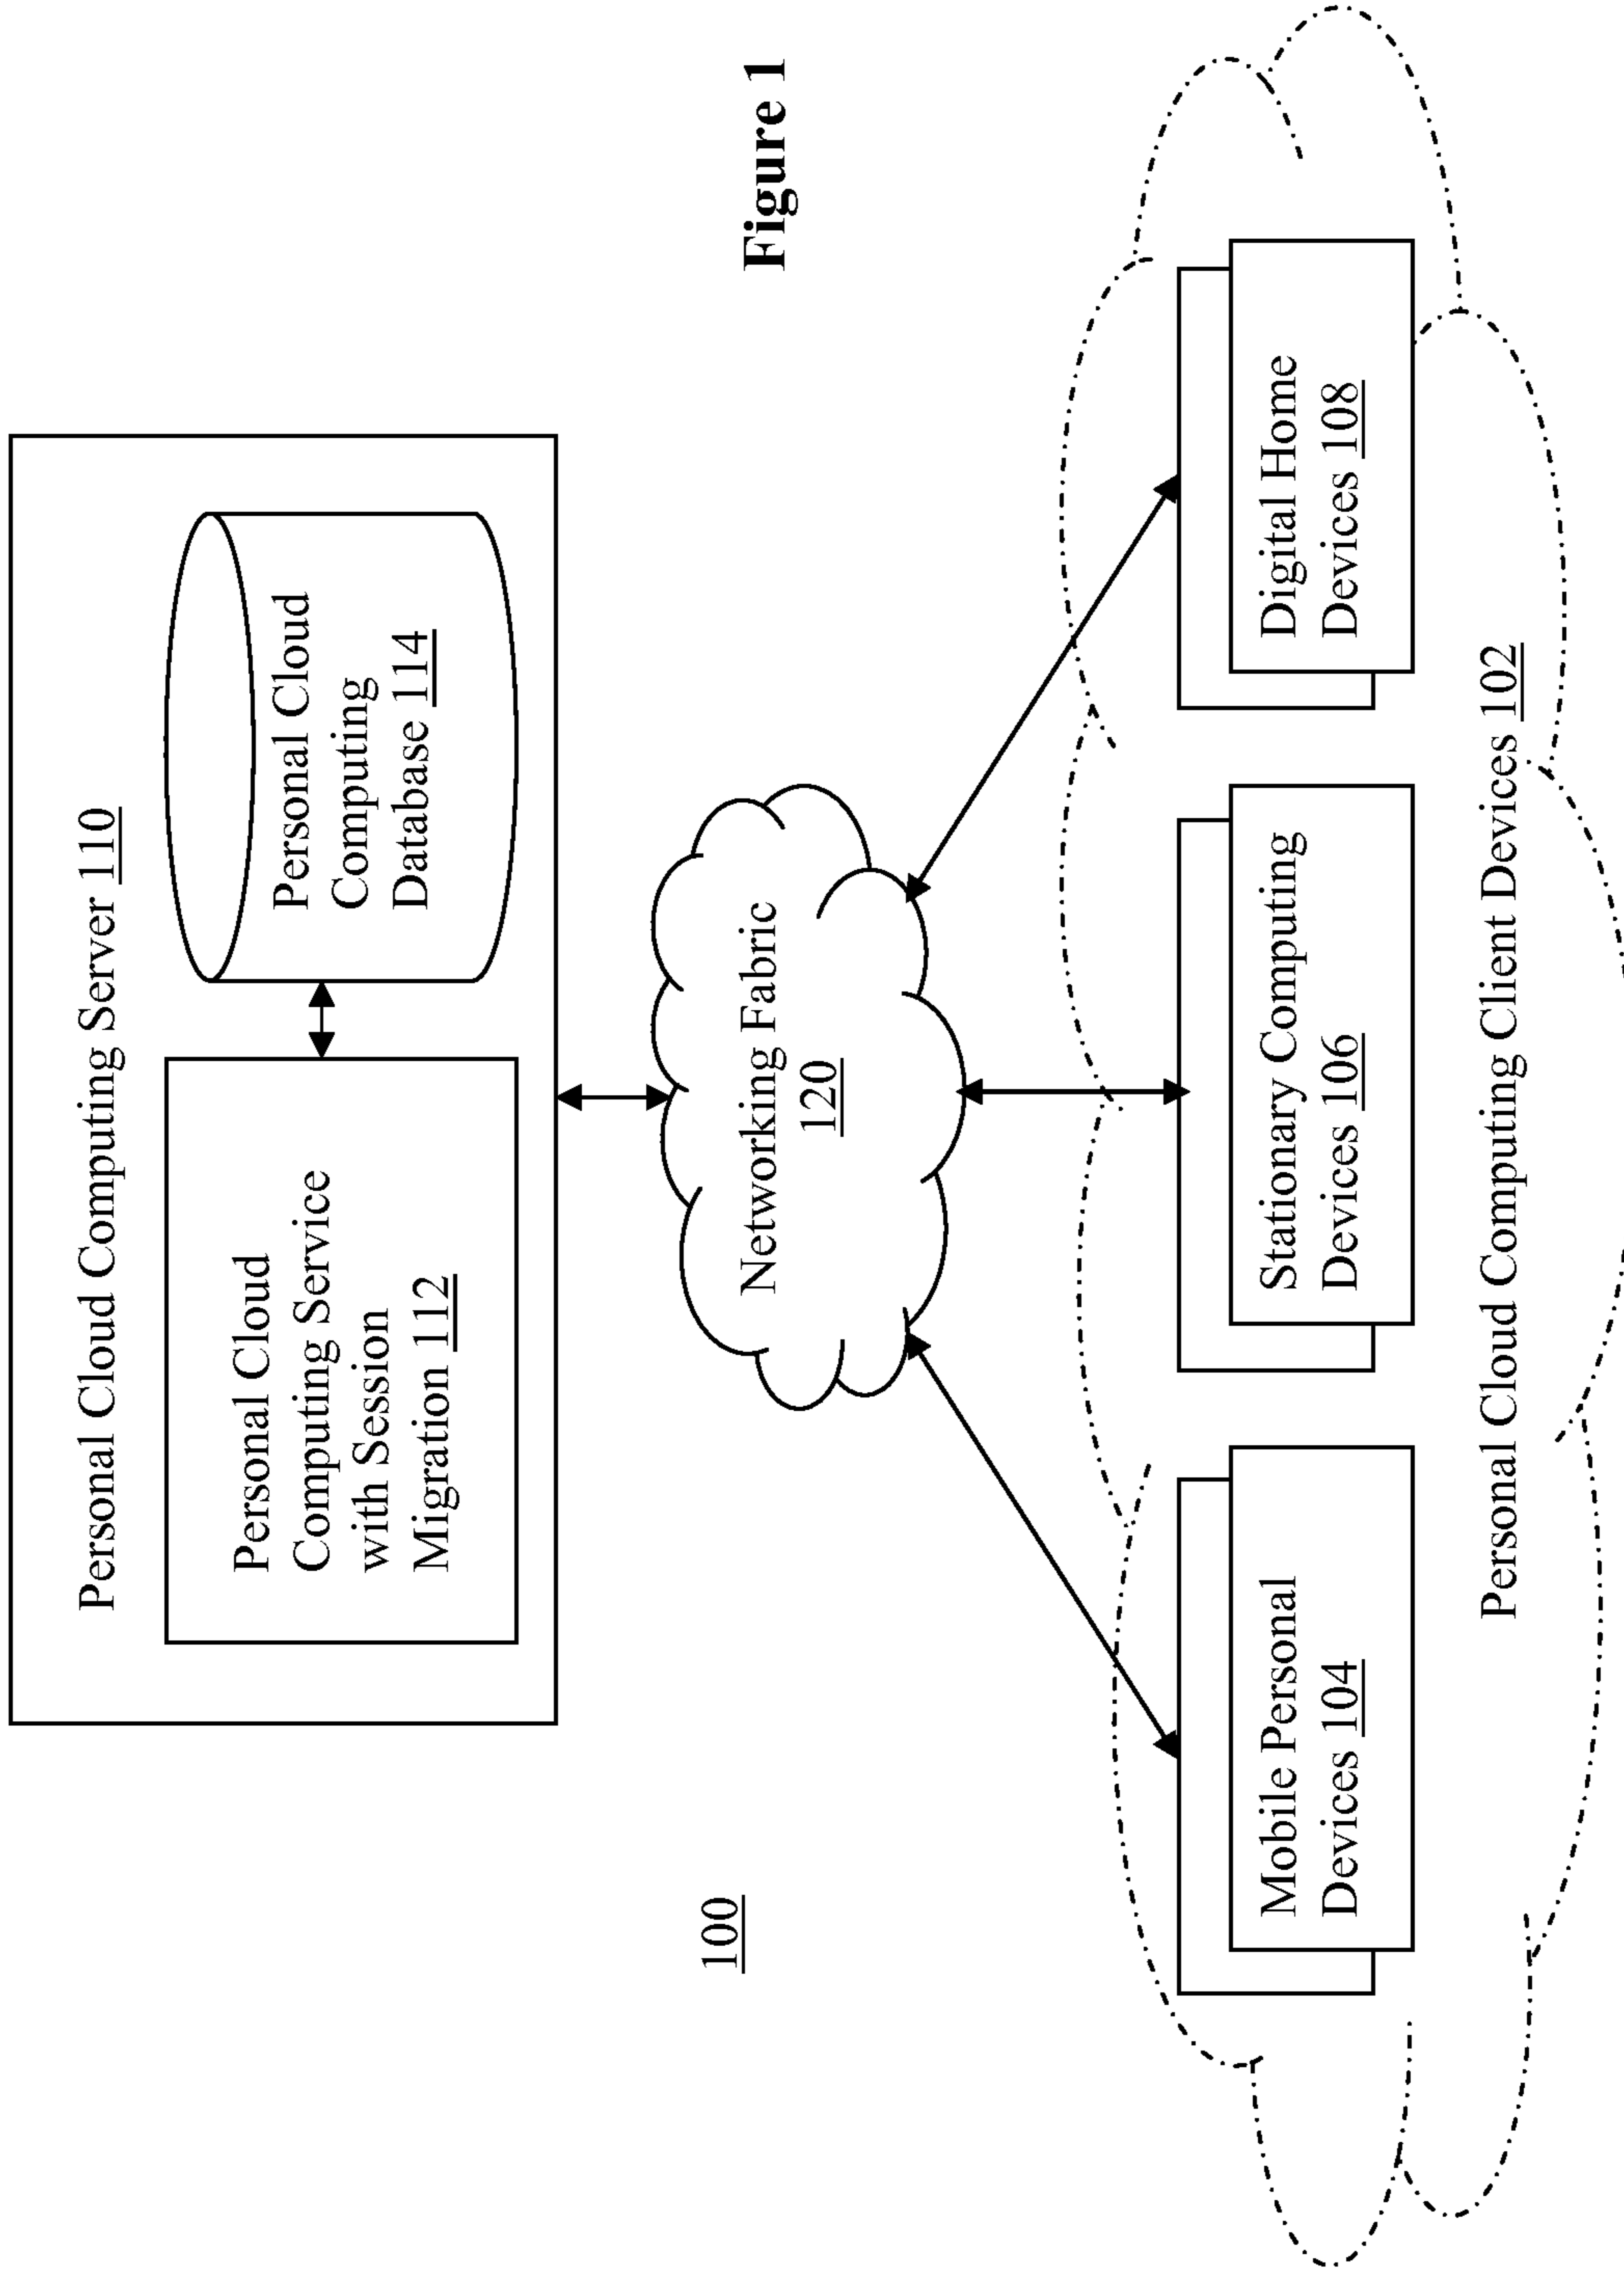 Personal Cloud Computing Server 110
Personal Cloud
Computing Service
with Session
Migration 112
Personal Cloud
Computing
Database 114
100
Networking Fabric
120
Figure 1
Mobile Personal
Devices 104
Stationary Computing
Devices 106
Digital Home
Devices 108
Personal Cloud Computing Client Devices 102